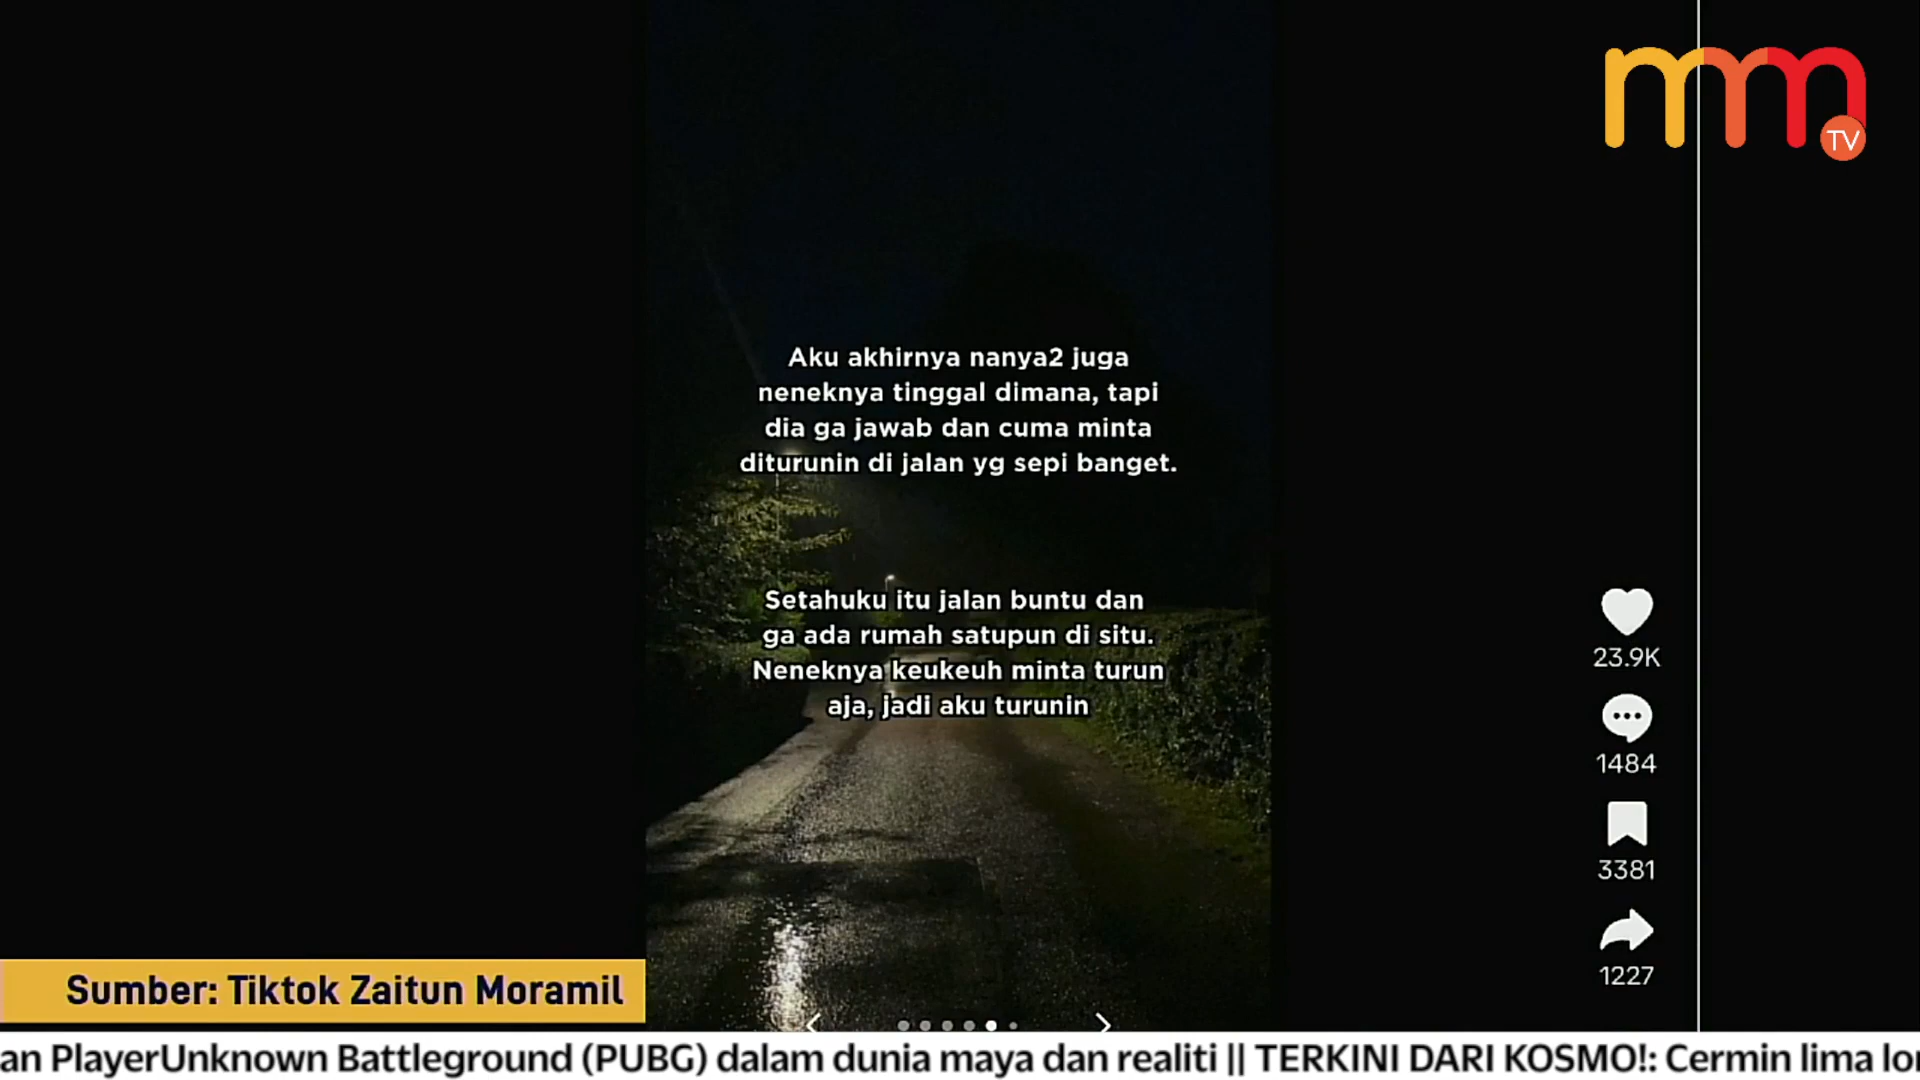 mm
TV
Aku akhirnya nanya2 juga
neneknya tinggal dimana, tapi
dia ga jawab dan cuma minta
diturunin di jalan yg sepi banget.
Setahuku itu jalan buntu dan
ga ada rumah satupun di situ.
Neneknya keukeuh minta turun
aja, jadi aku turunin
23.9K
1484
3381
1227
Sumber: Tiktok Zaitun Moramil
an PlayerUnknown Battleground (PUBG) dalam dunia maya dan realiti || TERKINI DARI KOSMO!: Cermin lima